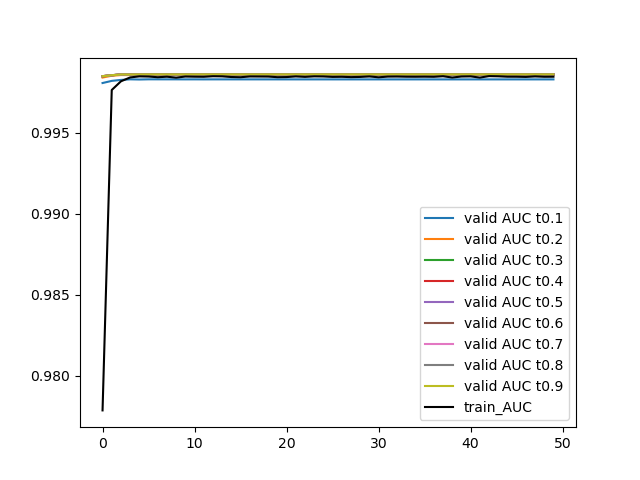 0.995
0.990
0.985
0.980
0 10 20 30 40 50
valid AUC t0.1
valid AUC t0.2
valid AUC t0.3
valid AUC t0.4
valid AUC t0.5
valid AUC t0.6
valid AUC t0.7
valid AUC t0.8
valid AUC t0.9
train_AUC